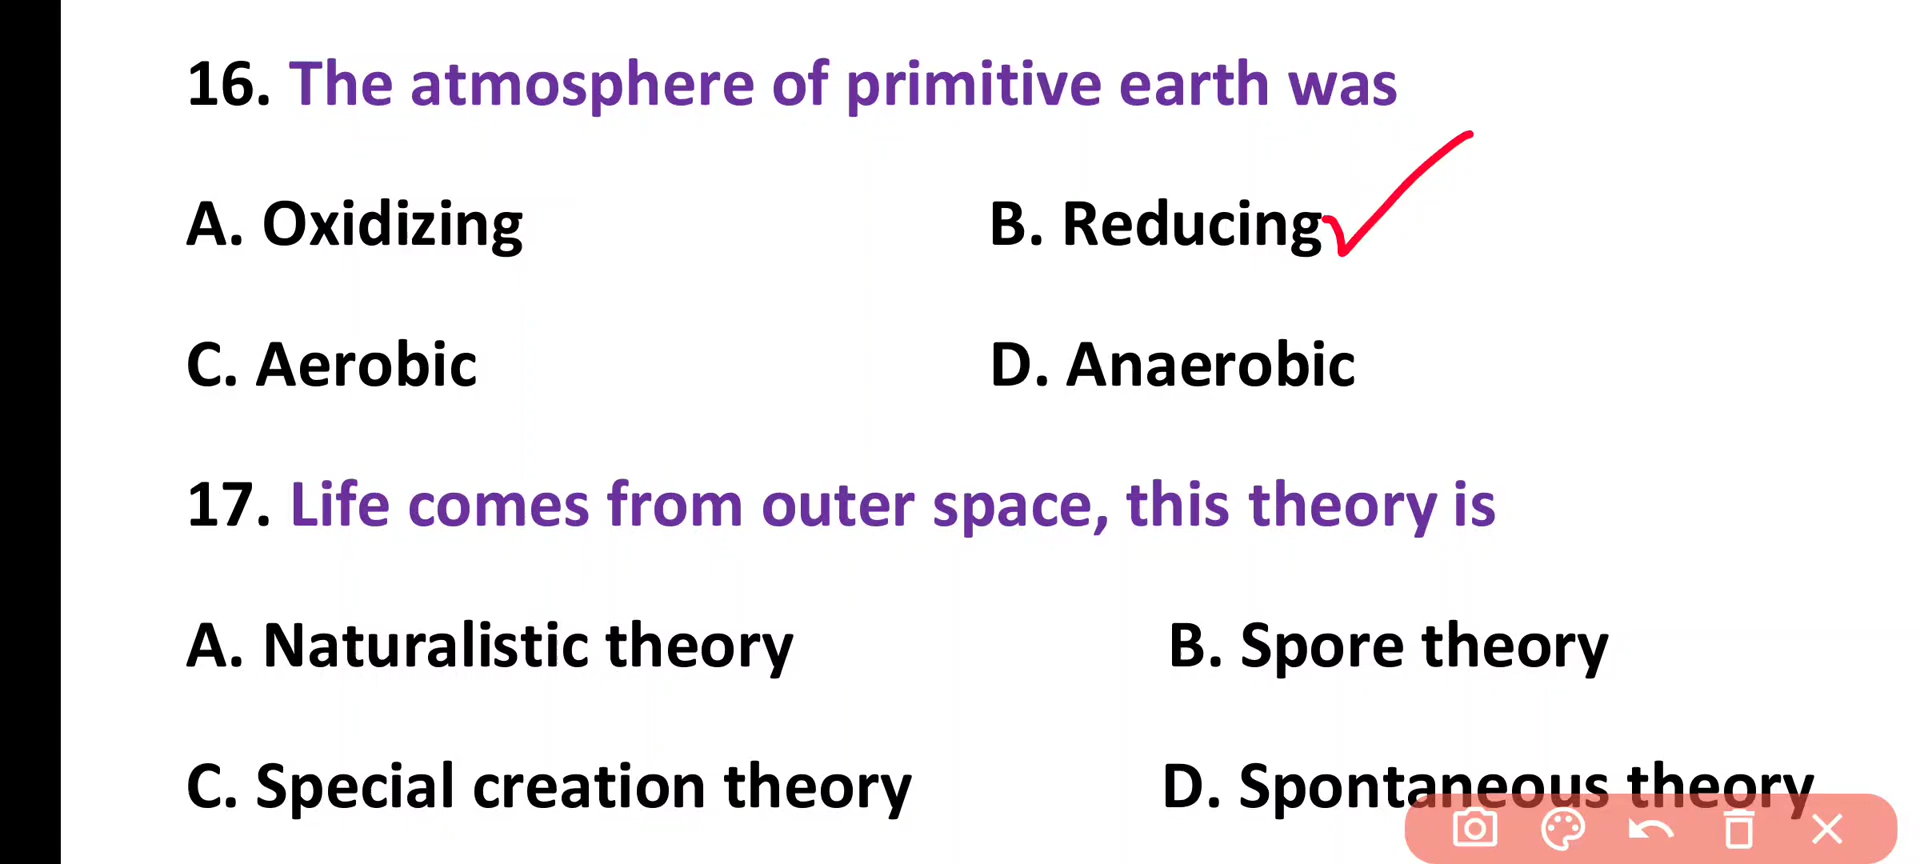 16. The atmosphere of primitive earth was
A. Oxidizing B. Reducing
C. Aerobic D. Anaerobic
17. Life comes from outer space, this theory is
A. Naturalistic theory B. Spore theory
C. Special creation theory D. Spontaneous theory